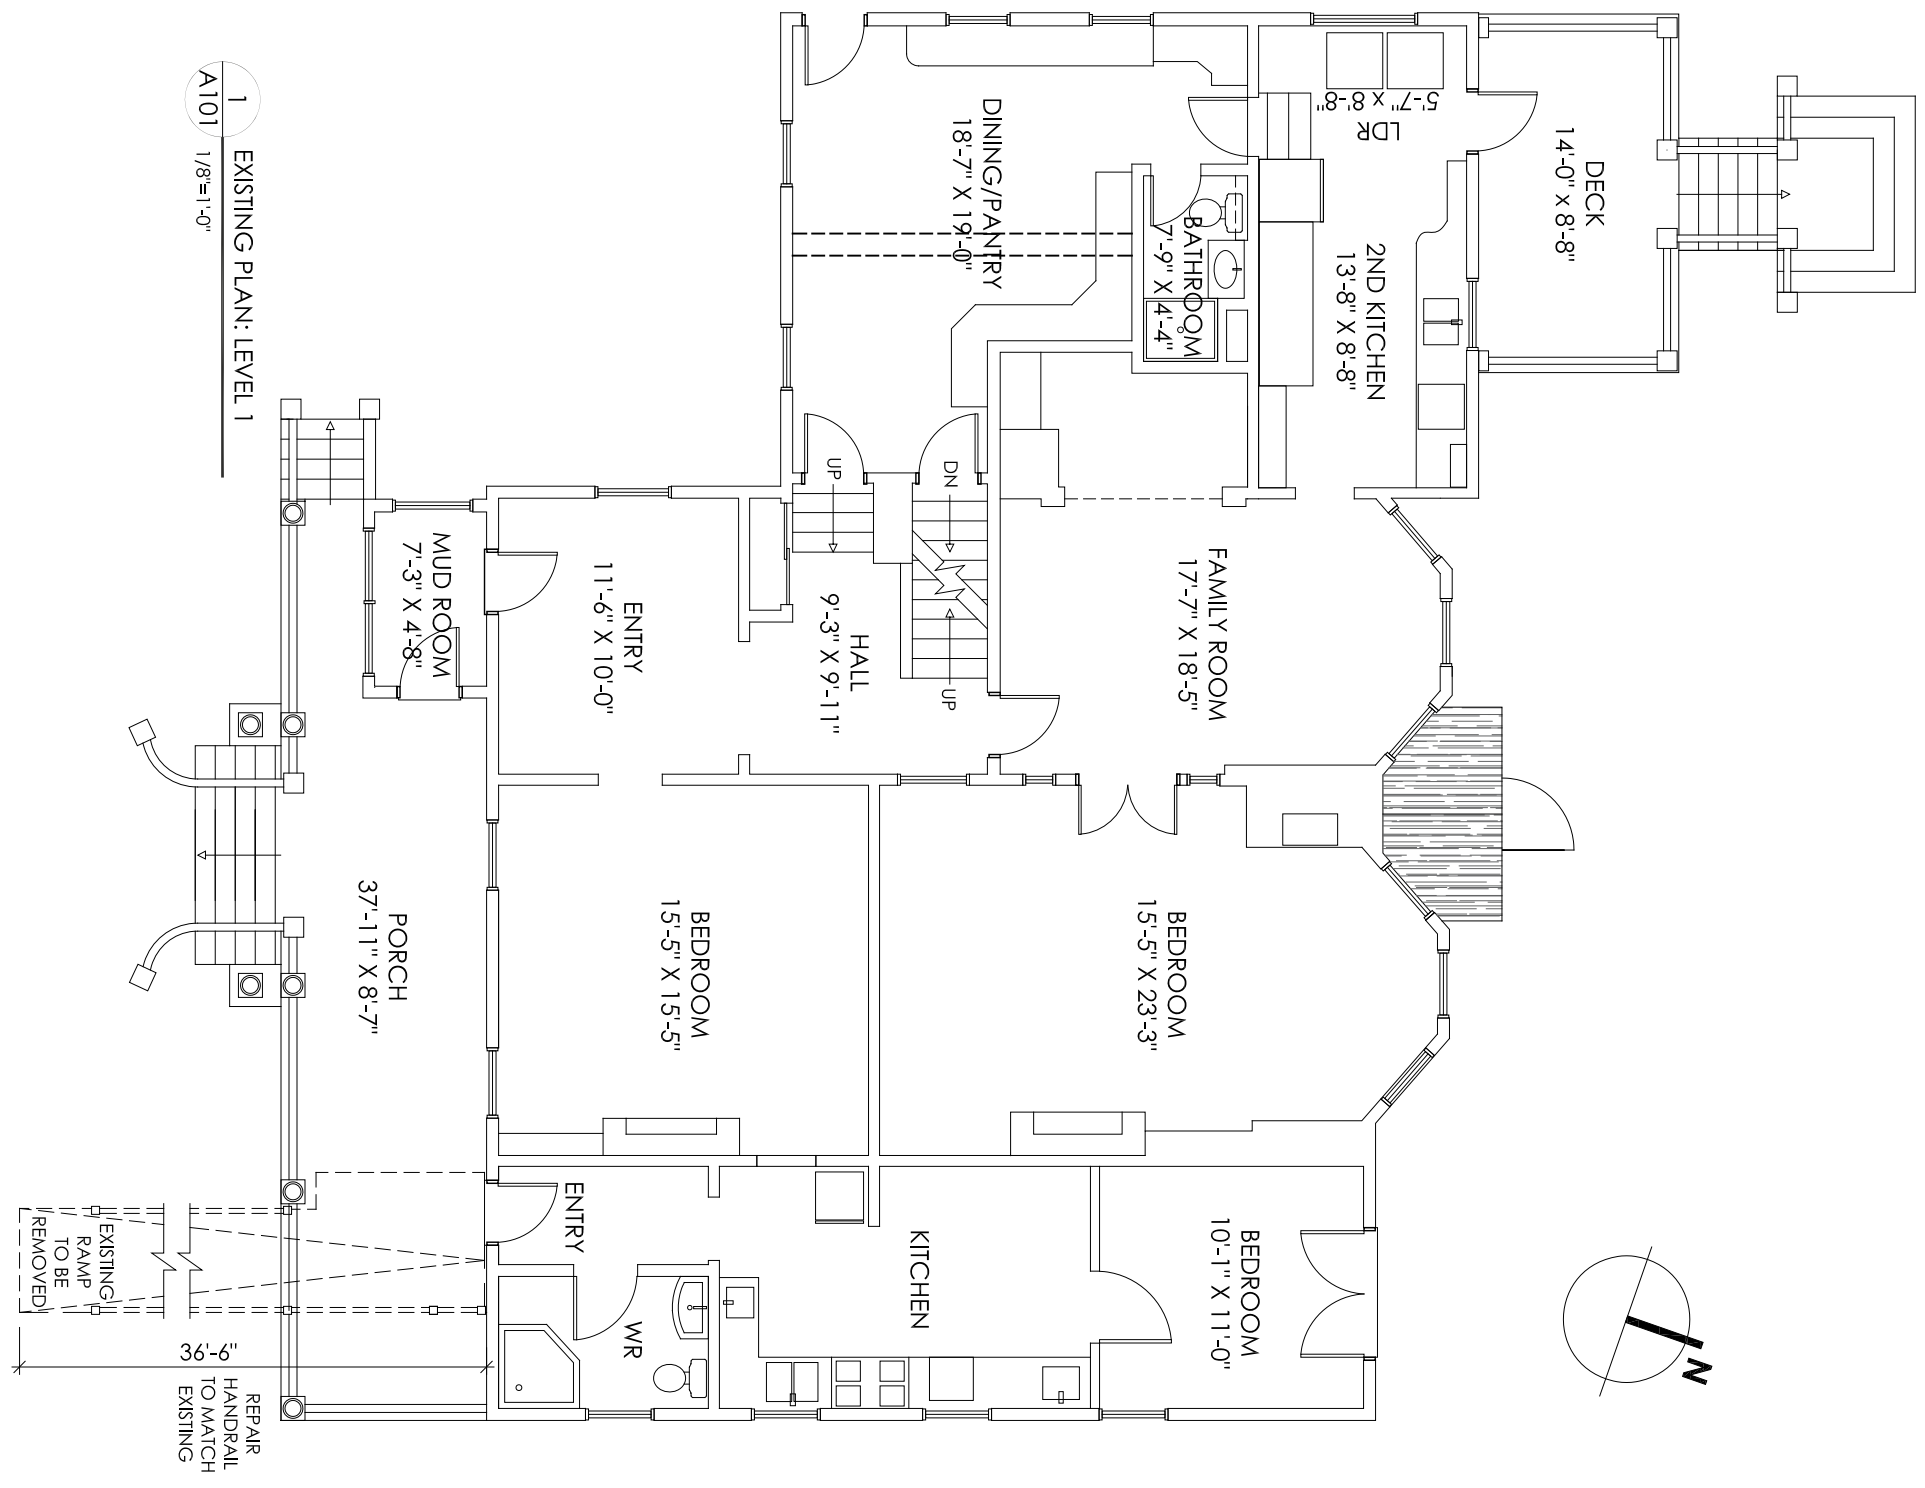 1
A101
EXISTING PLAN: LEVEL 1
1/8"=1'-0"
DINING/PANTRY
18'-7" X 19'-0"
BATHROOM
7'-9" X 4'-4"
LDR
5'-7" x 8'-8"
2ND KITCHEN
13'-8" X 8'-8"
DECK
14'-0" x 8'-8"
UP
DN
UP
MUD ROOM
7'-3" X 4'-8"
ENTRY
11'-6" X 10'-0"
HALL
9'-3" X 9'-11"
FAMILY ROOM
17'-7" X 18'-5"
PORCH
37'-11" X 8'-7"
BEDROOM
15'-5" X 15'-5"
BEDROOM
15'-5" X 23'-3"
ENTRY
WR
KITCHEN
BEDROOM
10'-1" X 11'-0"
EXISTING
RAMP
TO BE
REMOVED
36'-6"
REPAIR
HANDRAIL
TO MATCH
EXISTING
N